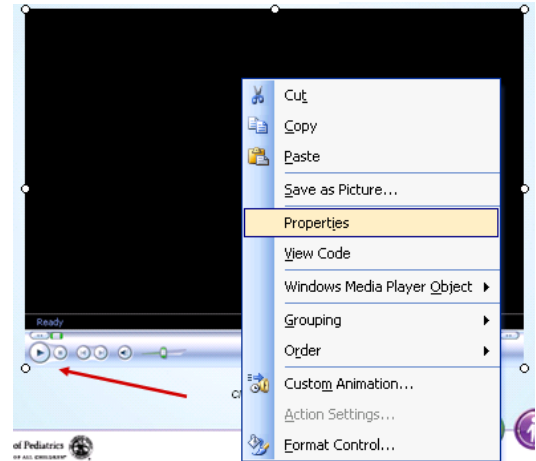 Cut
Copy
Paste
Save as Picture...
Properties
View Code
Windows Media Player Object
Grouping
Order
Custom Animation...
Action Settings...
Format Control...
Ready
of Pediatrics